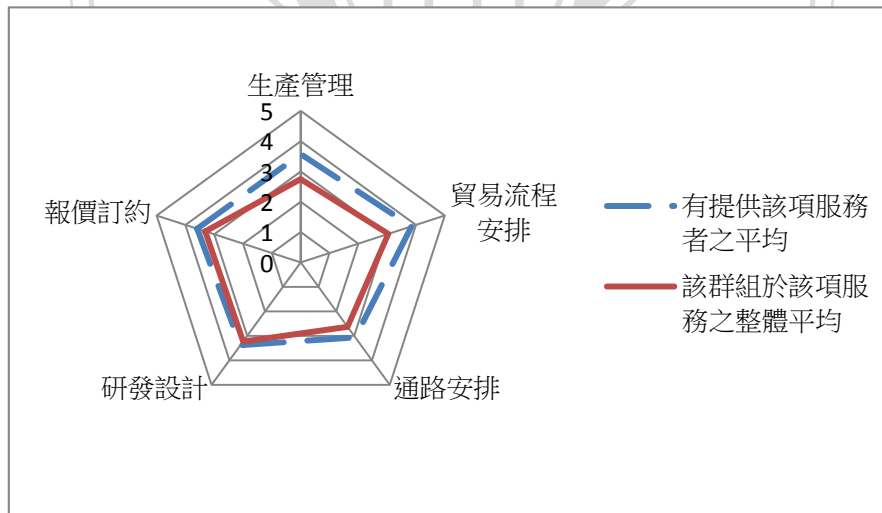 生產管理
5
4
3
2
1
0
貿易流程
安排
報價訂約
研發設計
通路安排
有提供該項服務
者之平均
該群組於該項服
務之整體平均